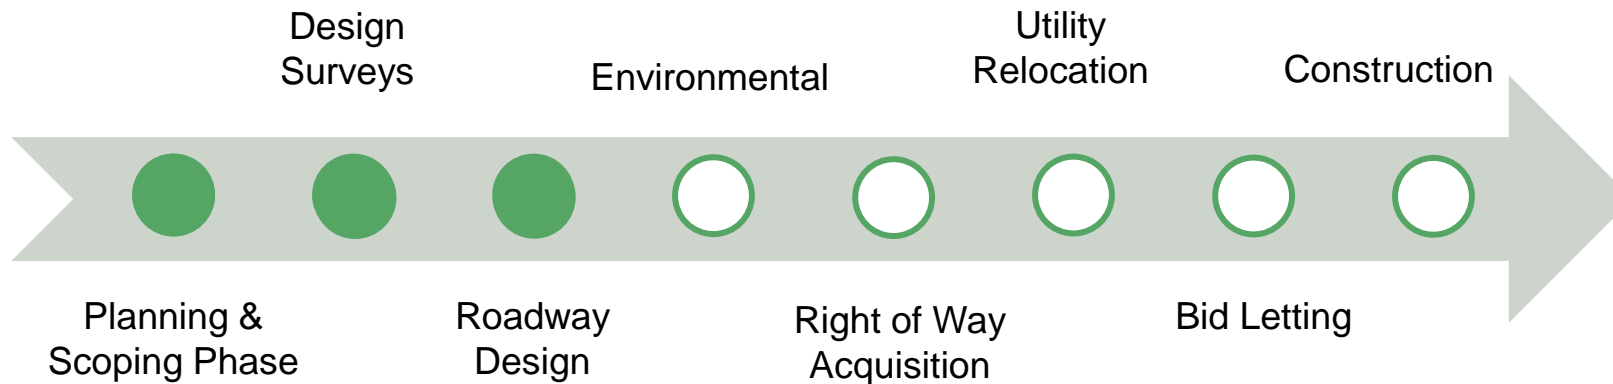 Design
Surveys
Environmental
Utility
Relocation
Construction
Planning &
Scoping Phase
Roadway
Design
Right of Way
Acquisition
Bid Letting